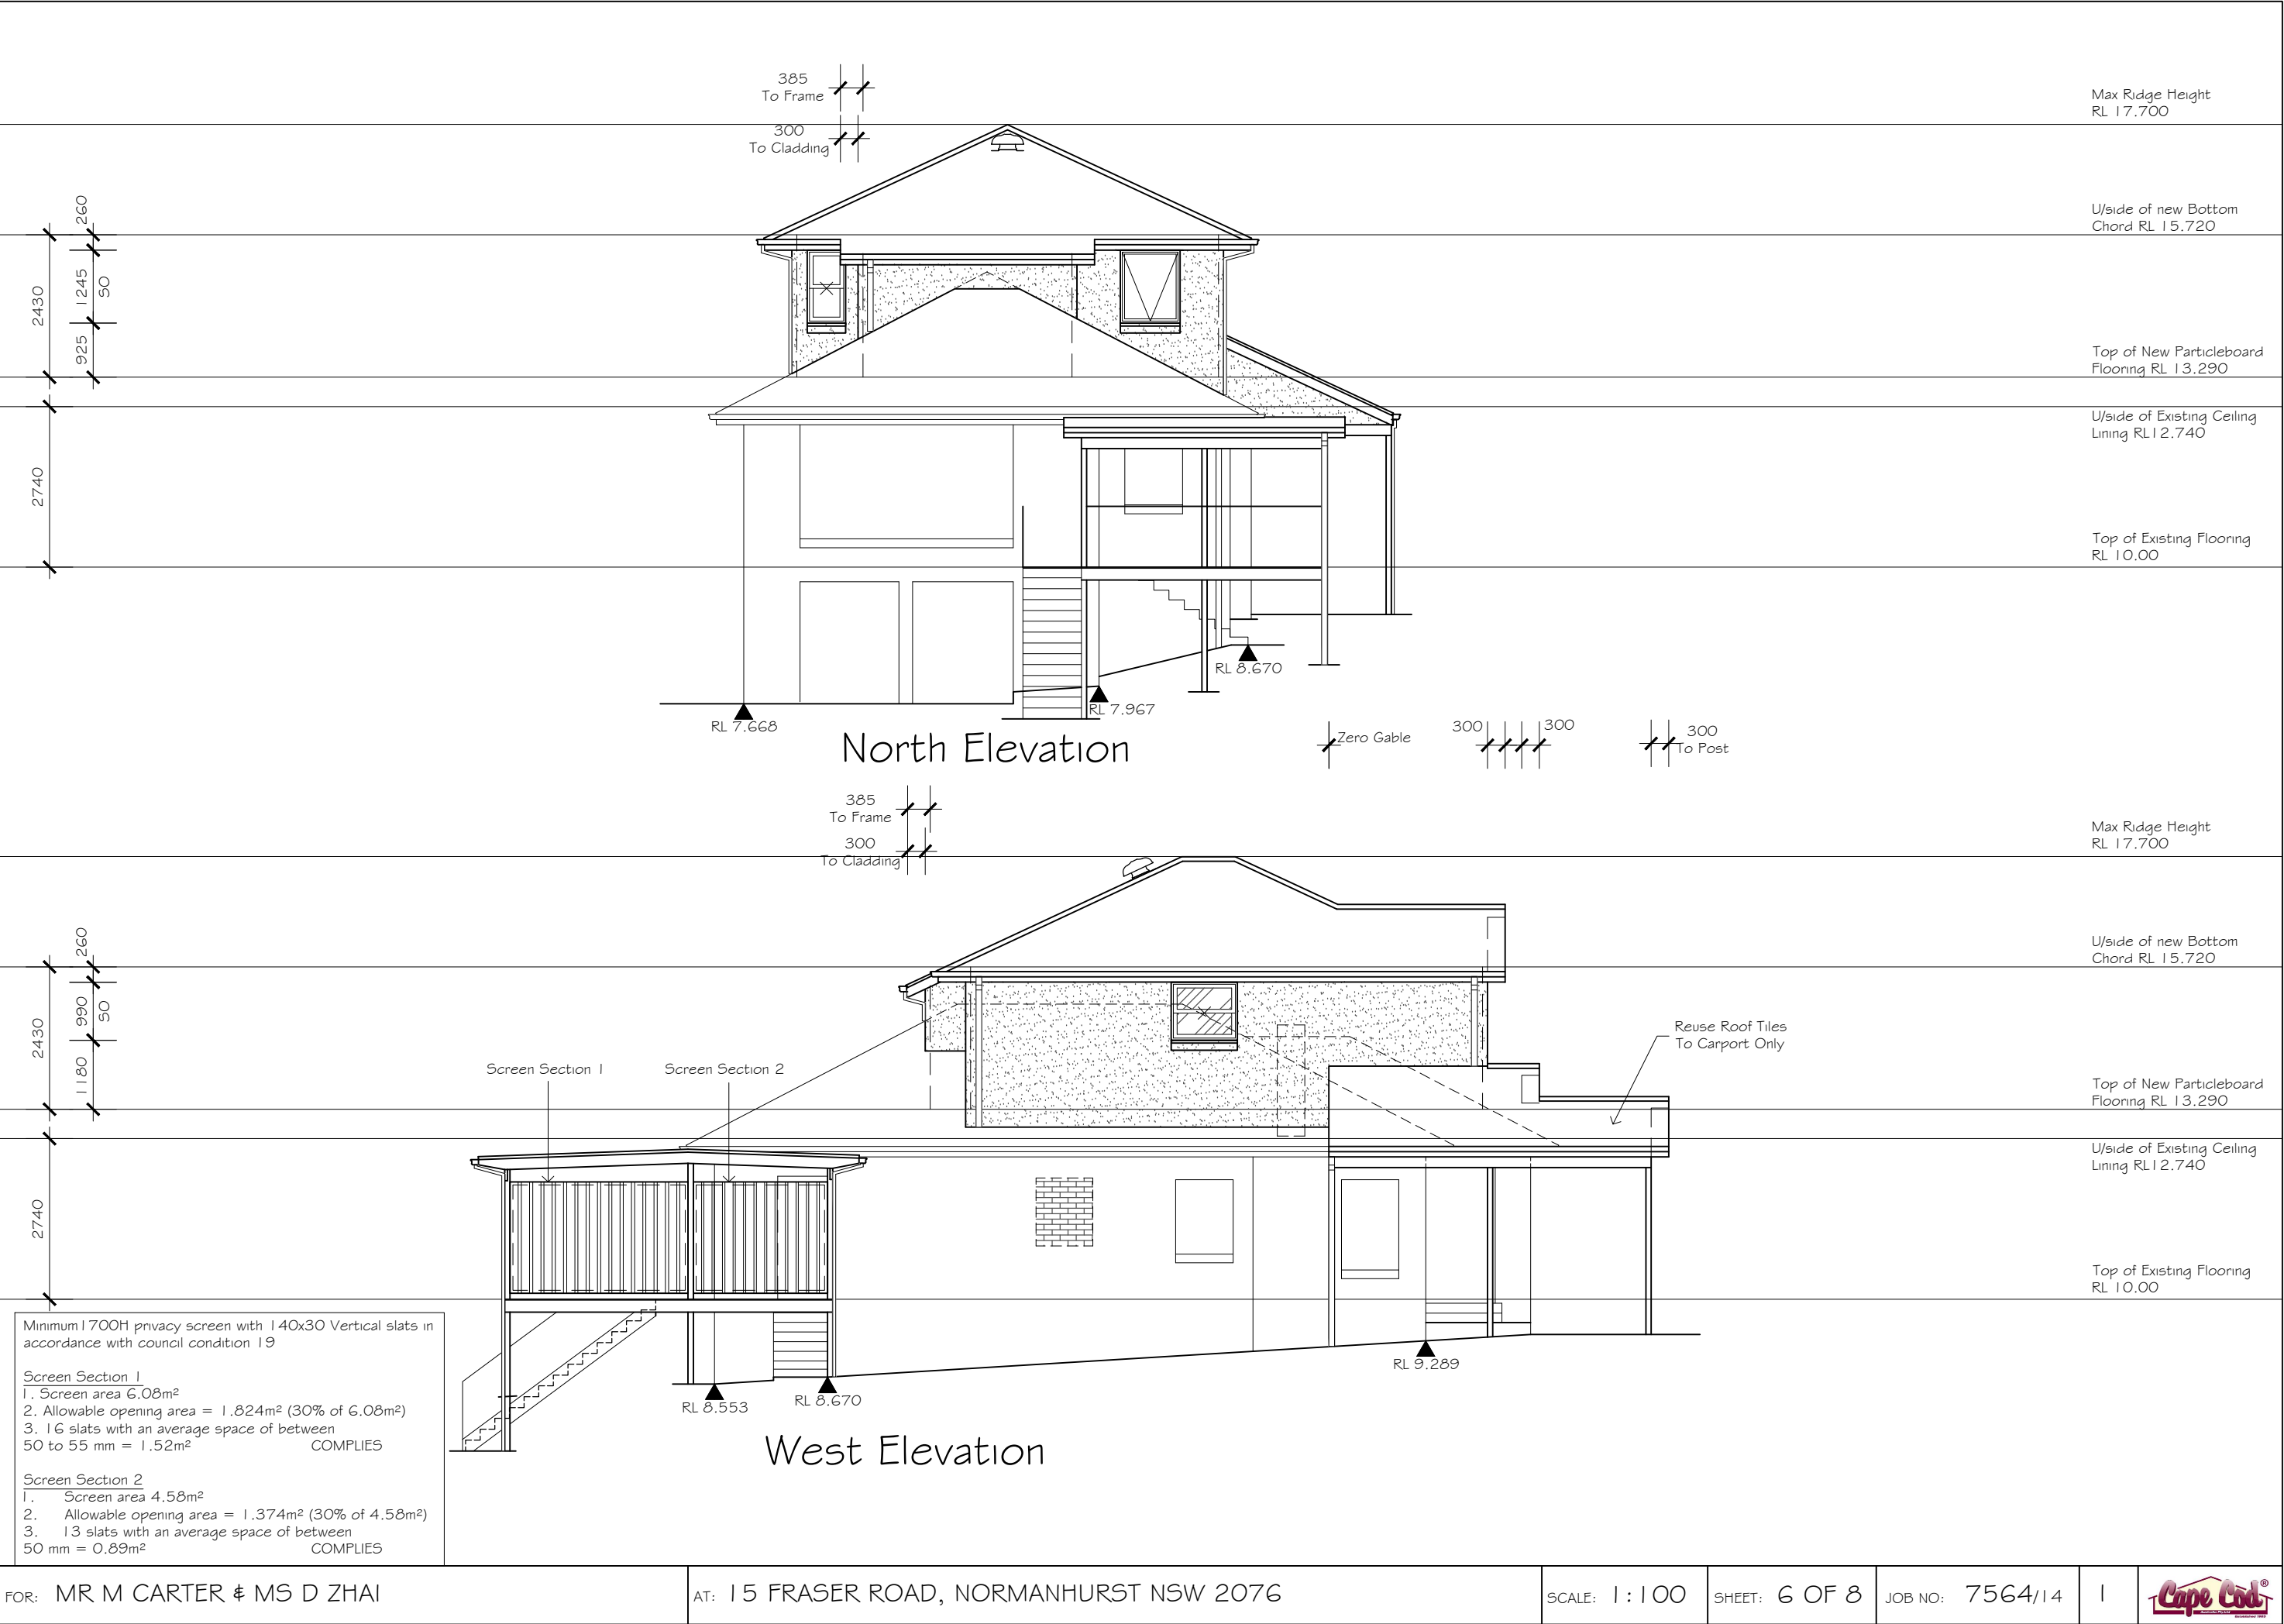 385
To Frame
300
To Cladding
Max Ridge Height
RL 17.700
260
U/side of new Bottom
Chord RL 15.720
2430
1245
SO
925
Top of New Particleboard
Flooring RL 13.290
U/side of Existing Ceiling
Lining RL12.740
2740
Top of Existing Flooring
RL 10.00
RL 8.670
RL 7.967
RL 7.668
North Elevation
Zero Gable
300
300
300
To Post
385
To Frame
300
To Cladding
Max Ridge Height
RL 17.700
260
U/side of new Bottom
Chord RL 15.720
2430
990
SO
1180
Reuse Roof Tiles
To Carport Only
Screen Section 1
Screen Section 2
Top of New Particleboard
Flooring RL 13.290
U/side of Existing Ceiling
Lining RL12.740
2740
Top of Existing Flooring
RL 10.00
RL 9.289
RL 8.553
RL 8.670
West Elevation
Minimum1700H privacy screen with 140x30 Vertical slats in
accordance with council condition 19
Screen Section 1
1. Screen area 6.08m²
2. Allowable opening area = 1.824m² (30% of 6.08m²)
3. 16 slats with an average space of between
50 to 55 mm = 1.52m² COMPLIES
Screen Section 2
1. Screen area 4.58m²
2. Allowable opening area = 1.374m² (30% of 4.58m²)
3. 13 slats with an average space of between
50 mm = 0.89m² COMPLIES
FOR: MR M CARTER & MS D ZHAI
AT: 15 FRASER ROAD, NORMANHURST NSW 2076
SCALE: 1:100
SHEET: 6 OF 8
JOB NO: 7564/14
1
Cape Cod®